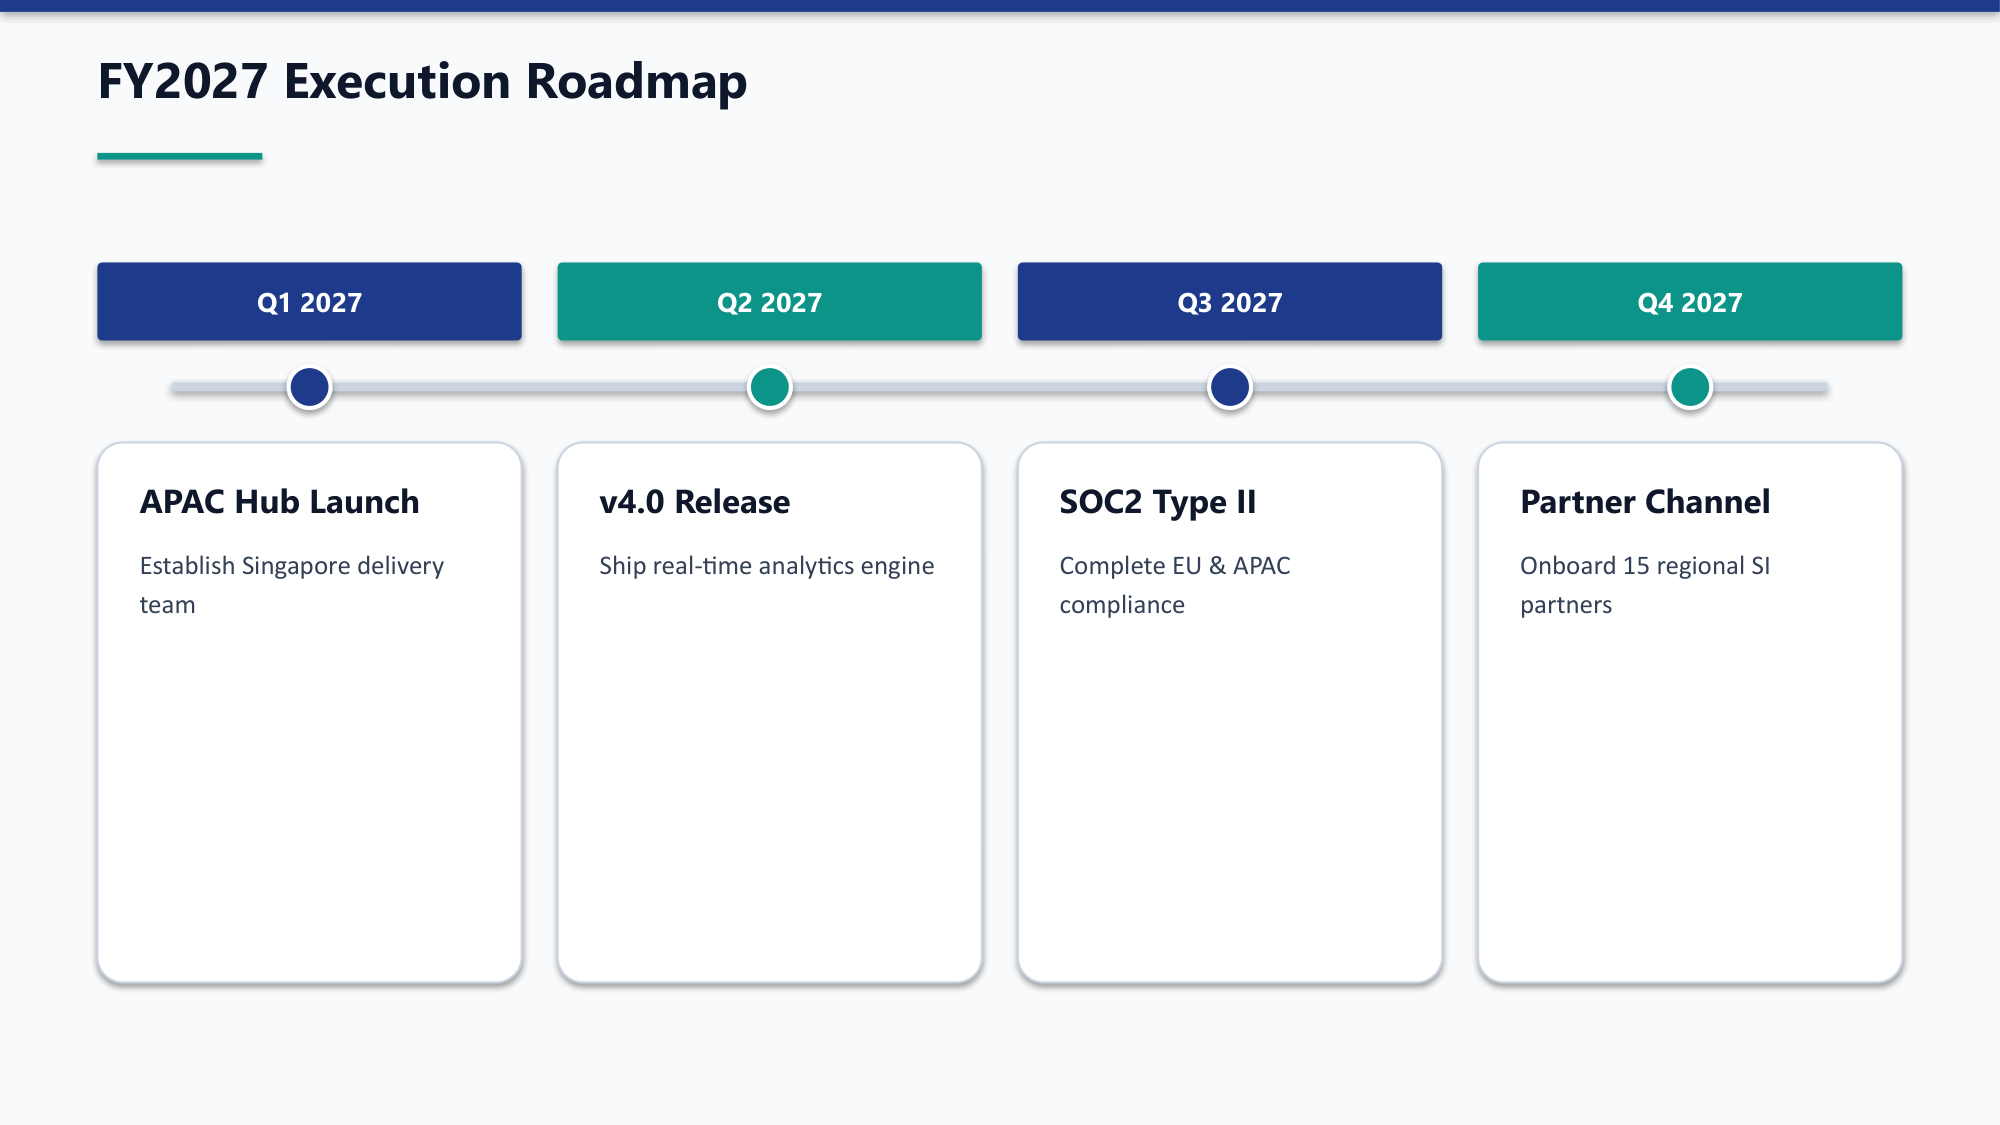 FY2027 Execution Roadmap
Q1 2027
Q2 2027
Q3 2027
Q4 2027
APAC Hub Launch
Establish Singapore delivery
team
v4.0 Release
Ship real-time analytics engine
SOC2 Type II
Complete EU & APAC
compliance
Partner Channel
Onboard 15 regional SI
partners